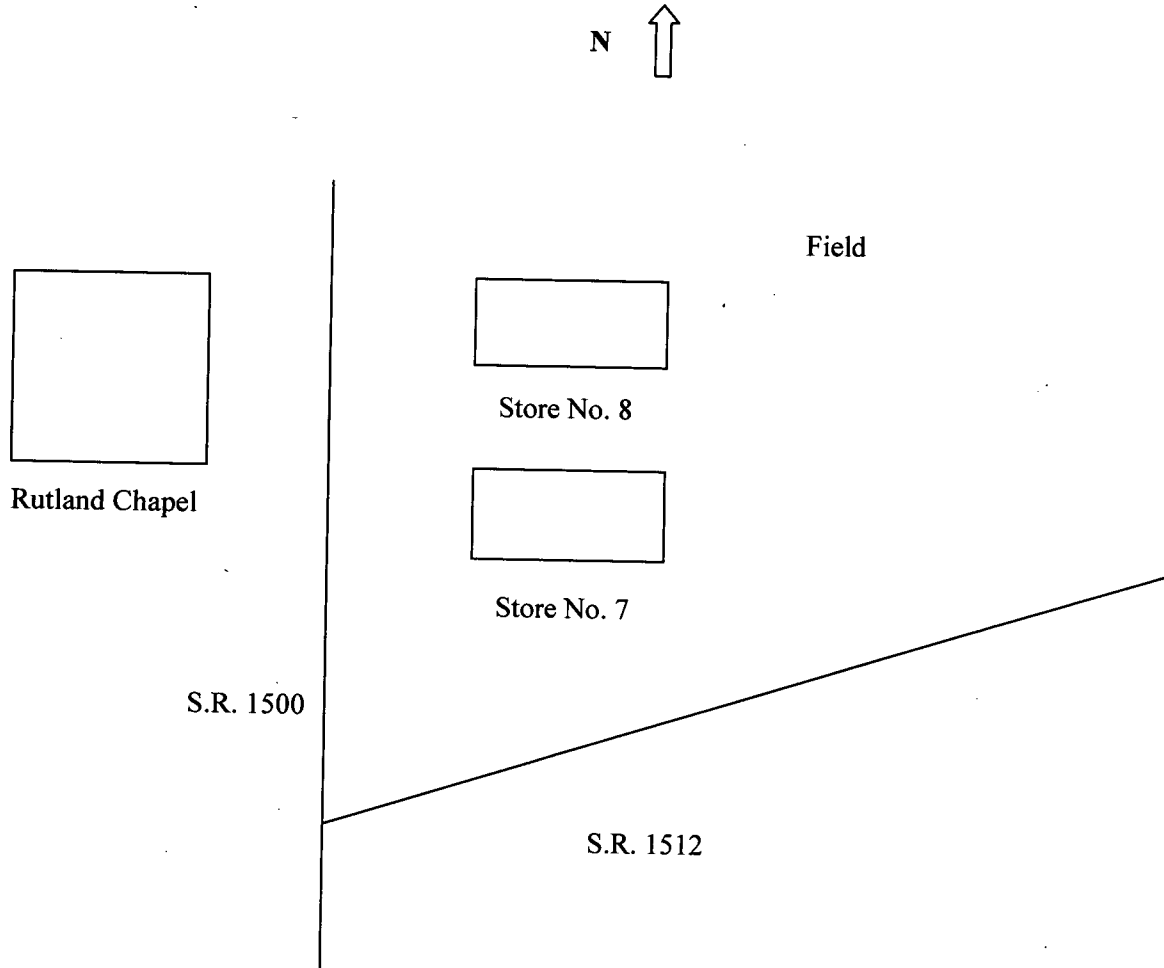 N
Field
Store No. 8
Rutland Chapel
Store No. 7
S.R. 1500
S.R. 1512